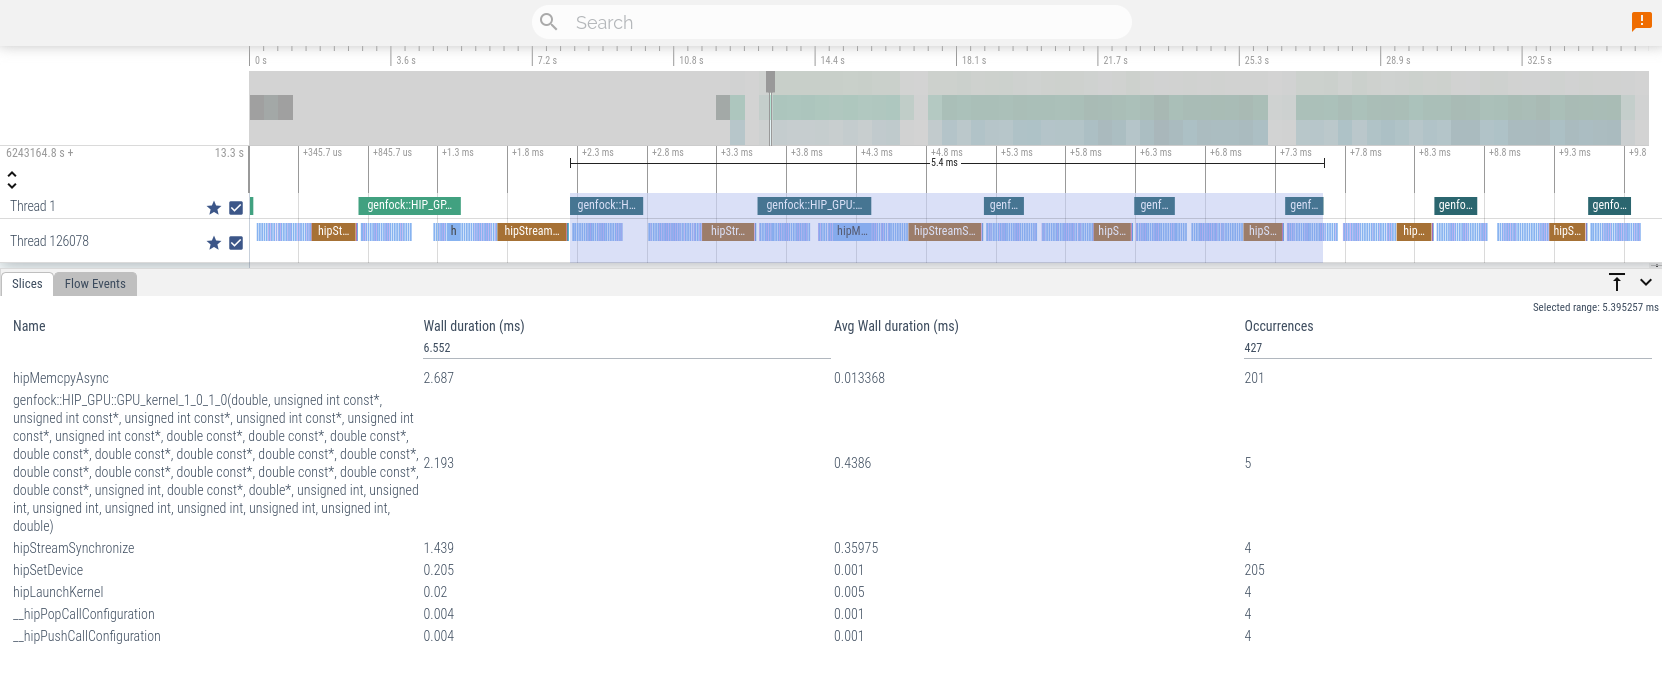 Search
0 s 3.6 s 7.2 s 10.8 s 14.4 s 18.1 s 21.7 s 25.3 s 28.9 s 32.5 s
6243164.8 s + 13.3 s +345.7 us +845.7 us +1.3 ms +1.8 ms +2.3 ms +2.8 ms +3.3 ms +3.8 ms +4.3 ms +4.8 ms +5.3 ms +5.8 ms +6.3 ms +6.8 ms +7.3 ms +7.8 ms +8.3 ms +8.8 ms +9.3 ms +9.8
5.4 ms
Thread 1 genfock::HIP_GP... genfock::H... genfock::HIP_GPU:... genf... genf... genf... genfo... genfo...
Thread 126078 hipSt... h hipStream... hipStr... hipM... hipStreamS... hipS... hipS... hip... hipS...
Slices Flow Events
Selected range: 5.395257 ms
Name Wall duration (ms) Avg Wall duration (ms) Occurrences
6.552 427
hipMemcpyAsync 2.687 0.013368 201
genfock::HIP_GPU::GPU_kernel_1_0_1_0(double, unsigned int const*,
unsigned int const*, unsigned int const*, unsigned int const*, unsigned int
const*, unsigned int const*, double const*, double const*, double const*,
double const*, double const*, double const*, double const*, double const*,
double const*, double const*, double const*, double const*, double const*,
double const*, unsigned int, double const*, double*, unsigned int, unsigned
int, unsigned int, unsigned int, unsigned int, unsigned int, unsigned int,
double) 2.193 0.4386 5
hipStreamSynchronize 1.439 0.35975 4
hipSetDevice 0.205 0.001 205
hipLaunchKernel 0.02 0.005 4
__hipPopCallConfiguration 0.004 0.001 4
__hipPushCallConfiguration 0.004 0.001 4